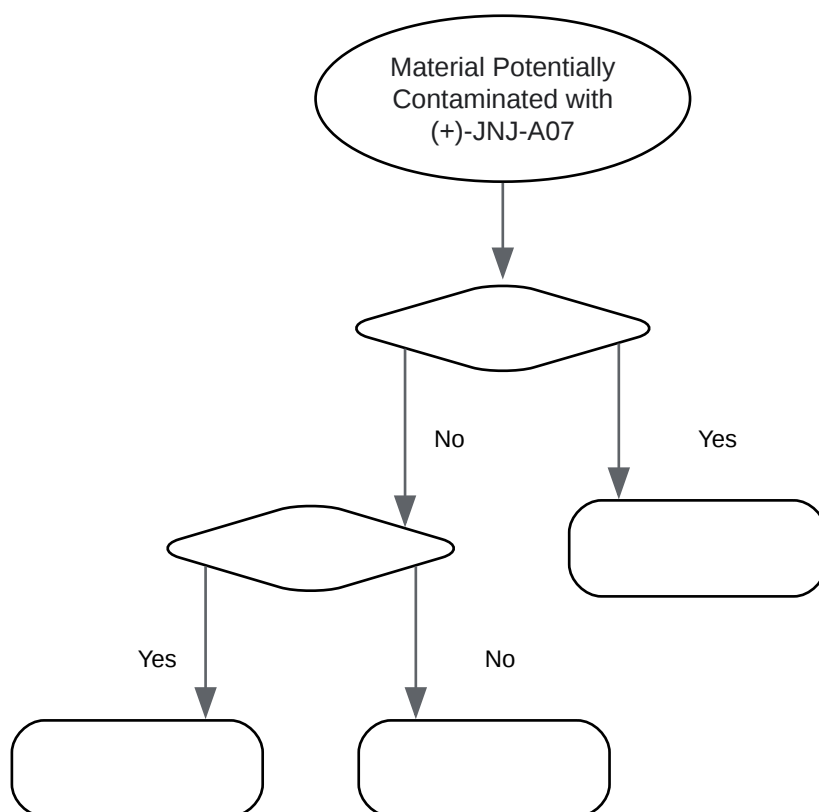 Material Potentially
Contaminated with
(+)-JNJ-A07
No
Yes
Yes
No